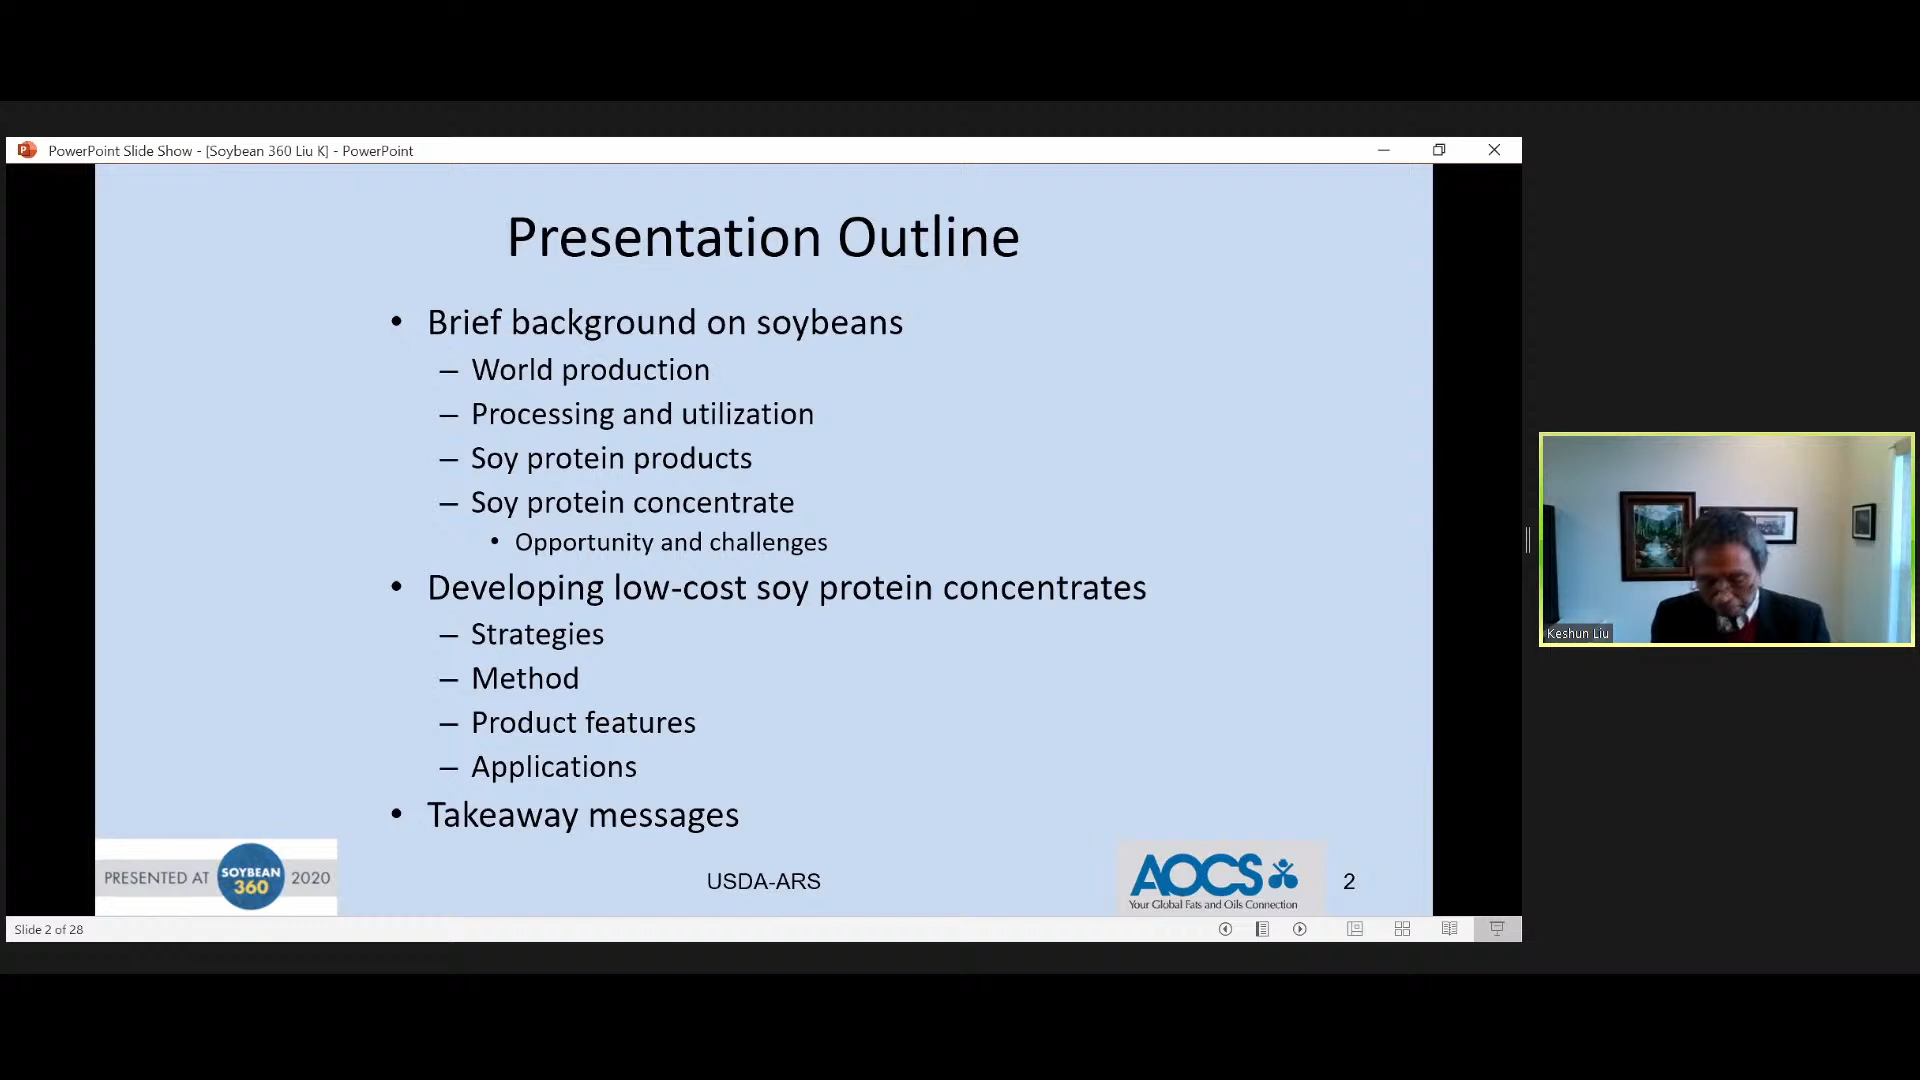 PowerPoint Slide Show - [Soybean 360 Liu K] - PowerPoint
Presentation Outline
• Brief background on soybeans
– World production
– Processing and utilization
– Soy protein products
– Soy protein concentrate
• Opportunity and challenges
• Developing low-cost soy protein concentrates
– Strategies
– Method
– Product features
– Applications
• Takeaway messages
PRESENTED AT SOYBEAN 360 2020
USDA-ARS
AOCS
Your Global Fats and Oils Connection
2
Slide 2 of 28
Keshun Liu